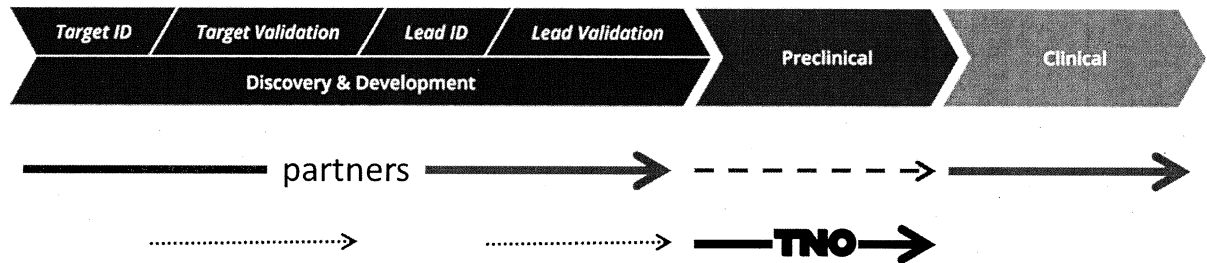 Target ID Target Validation Lead ID Lead Validation
Discovery & Development
Preclinical
Clinical
partners
TNO